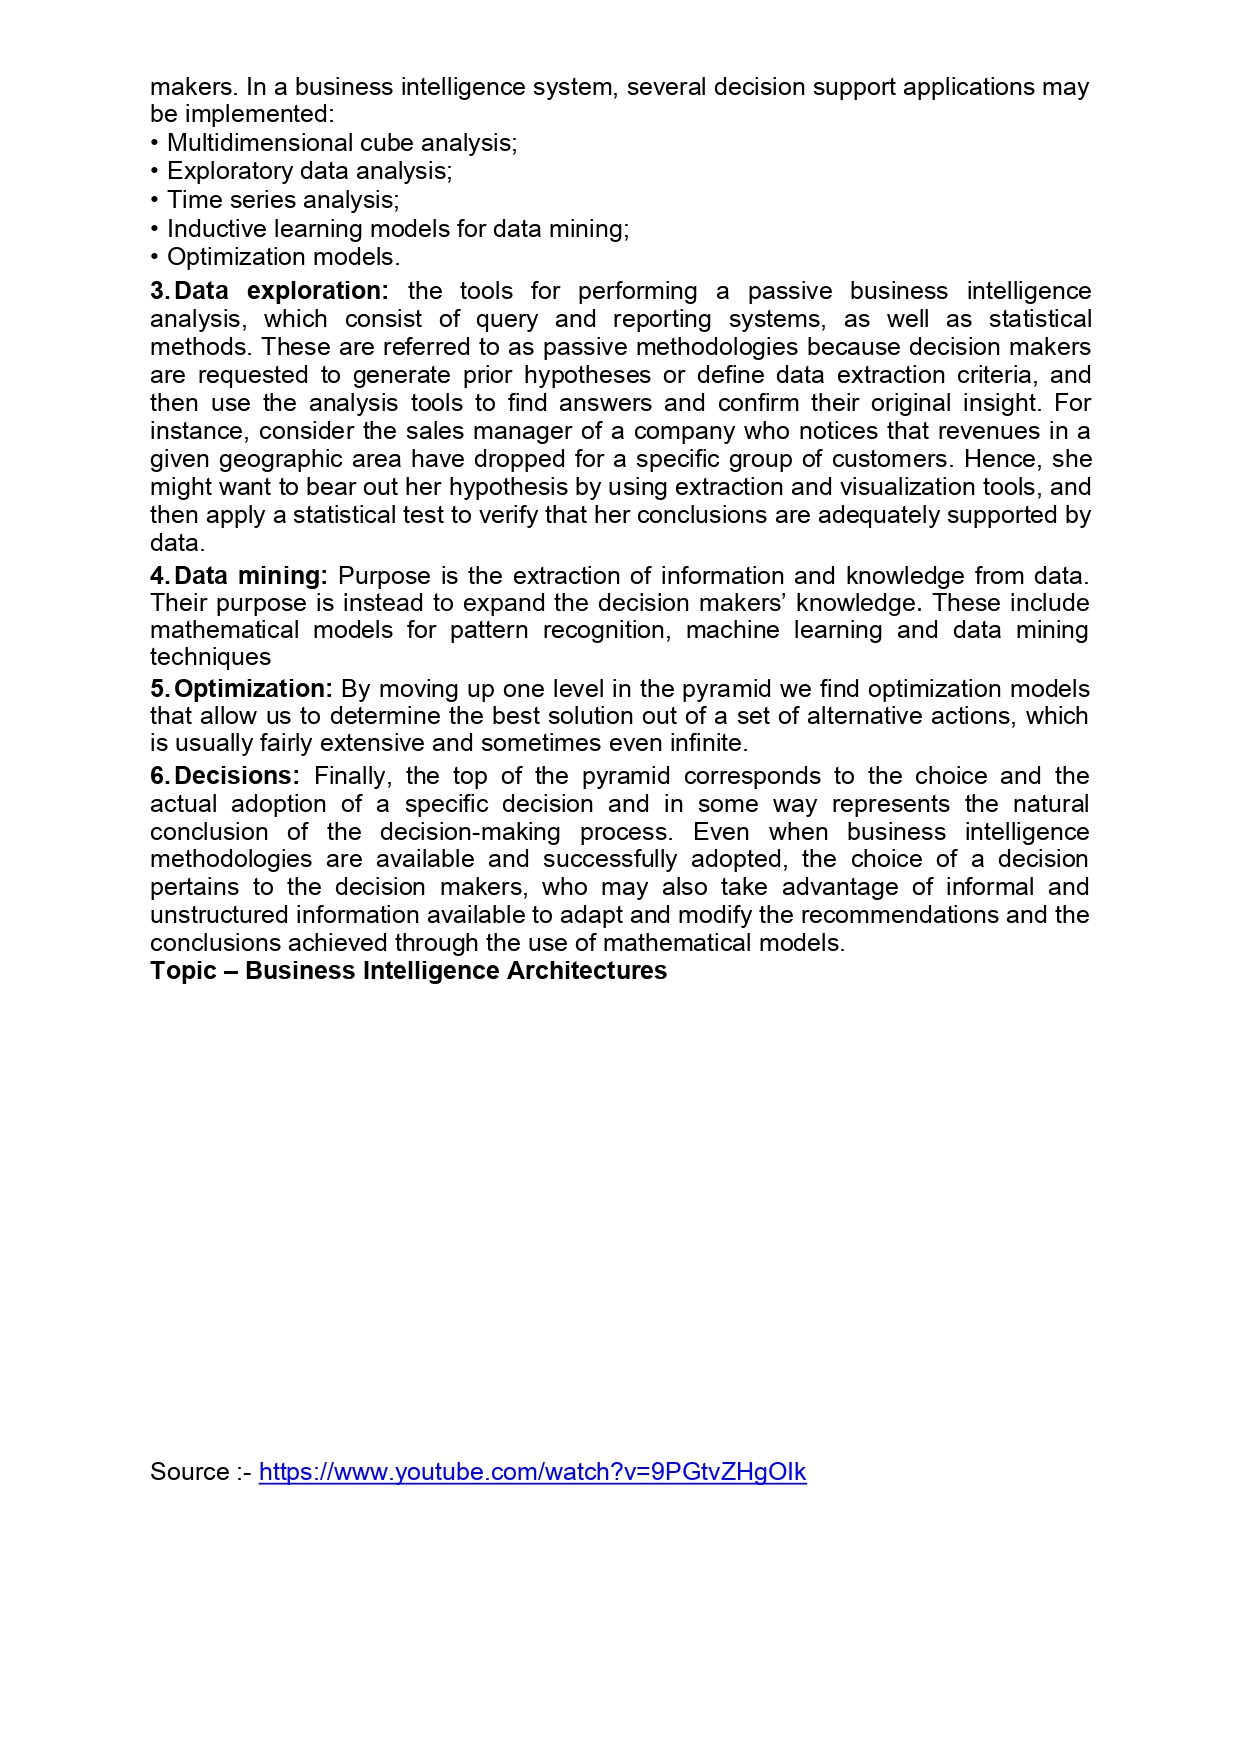 makers. In a business intelligence system, several decision support applications may
be implemented:
• Multidimensional cube analysis;
• Exploratory data analysis;
• Time series analysis;
• Inductive learning models for data mining;
• Optimization models.
3. Data exploration: the tools for performing a passive business intelligence
analysis, which consist of query and reporting systems, as well as statistical
methods. These are referred to as passive methodologies because decision makers
are requested to generate prior hypotheses or define data extraction criteria, and
then use the analysis tools to find answers and confirm their original insight. For
instance, consider the sales manager of a company who notices that revenues in a
given geographic area have dropped for a specific group of customers. Hence, she
might want to bear out her hypothesis by using extraction and visualization tools, and
then apply a statistical test to verify that her conclusions are adequately supported by
data.
4. Data mining: Purpose is the extraction of information and knowledge from data.
Their purpose is instead to expand the decision makers’ knowledge. These include
mathematical models for pattern recognition, machine learning and data mining
techniques
5. Optimization: By moving up one level in the pyramid we find optimization models
that allow us to determine the best solution out of a set of alternative actions, which
is usually fairly extensive and sometimes even infinite.
6. Decisions: Finally, the top of the pyramid corresponds to the choice and the
actual adoption of a specific decision and in some way represents the natural
conclusion of the decision-making process. Even when business intelligence
methodologies are available and successfully adopted, the choice of a decision
pertains to the decision makers, who may also take advantage of informal and
unstructured information available to adapt and modify the recommendations and the
conclusions achieved through the use of mathematical models.
Topic – Business Intelligence Architectures
Source :- https://www.youtube.com/watch?v=9PGtvZHgOIk